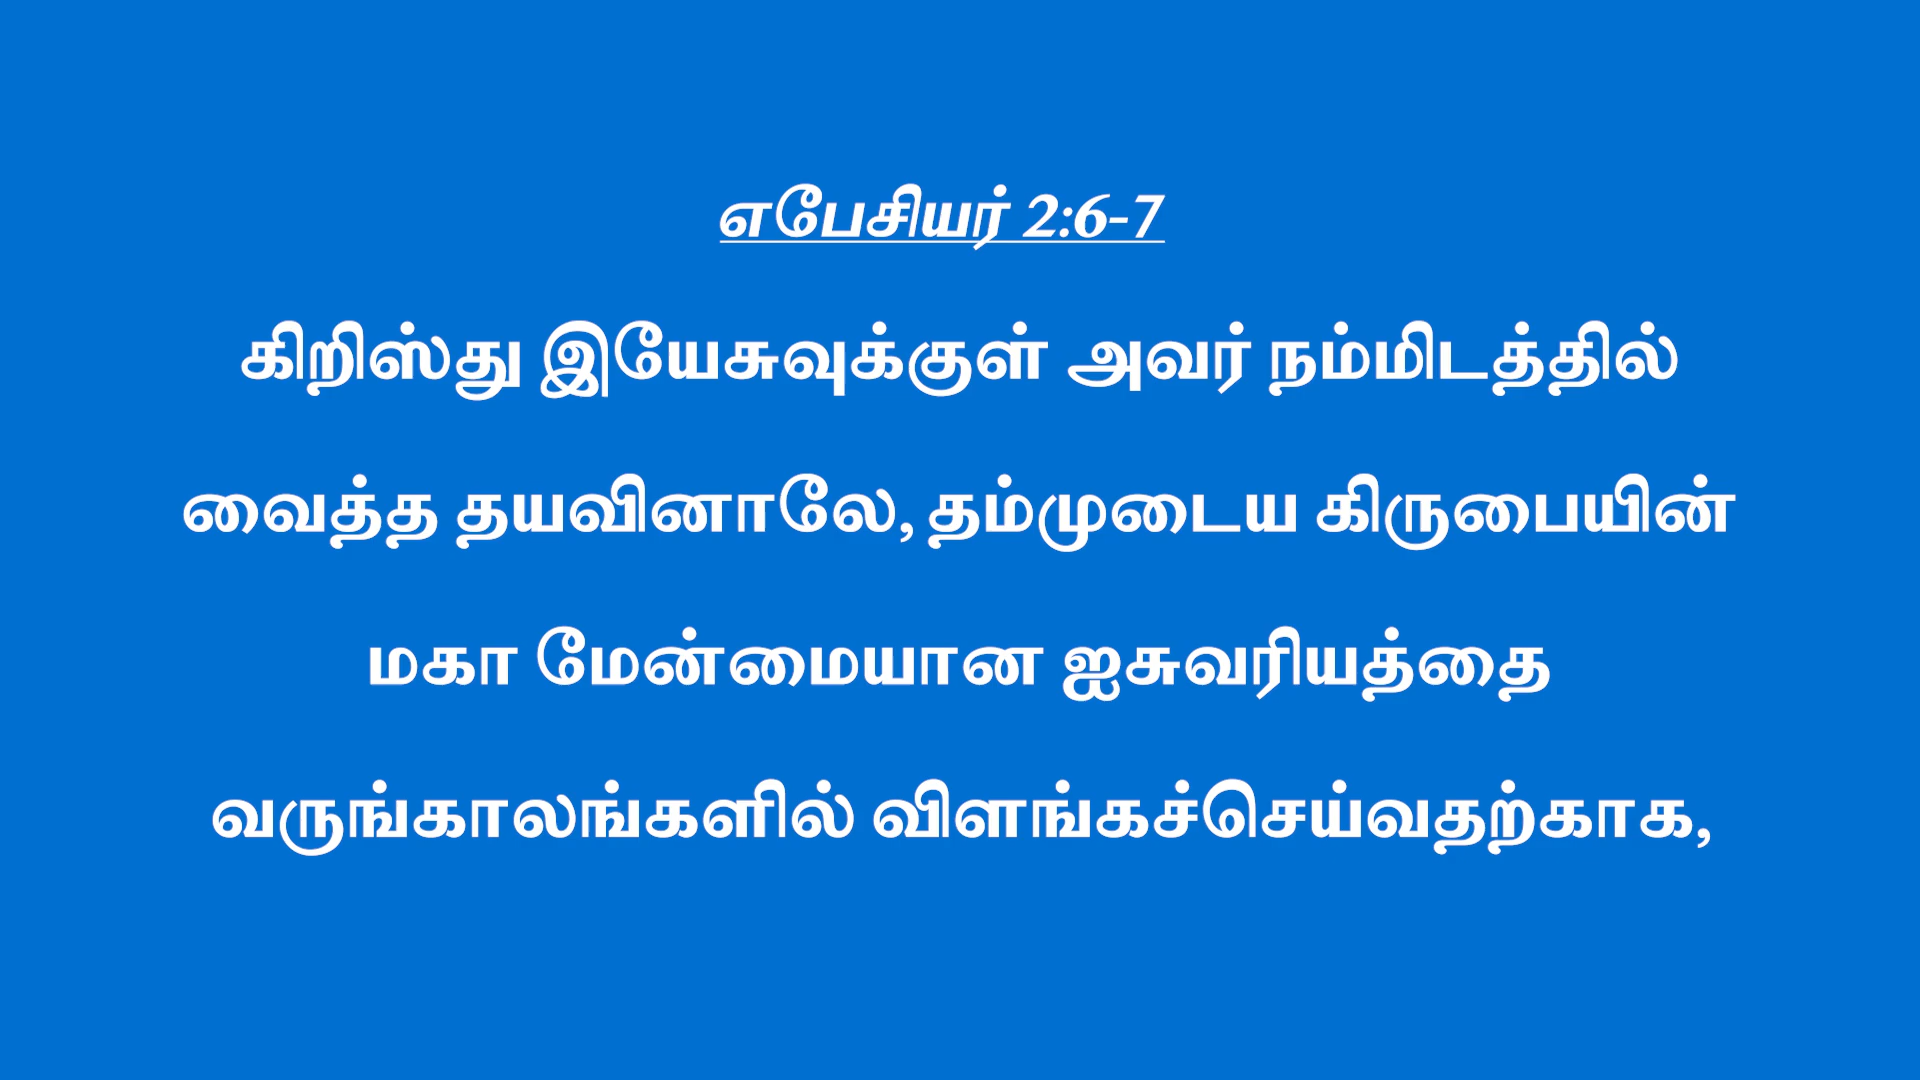 எபேசியர் 2:6-7
கிறிஸ்து இயேசுவுக்குள் அவர் நம்மிடத்தில்
வைத்த தயவினாலே, தம்முடைய கிருபையின்
மகா மேன்மையான ஐசுவரியத்தை
வருங்காலங்களில் விளங்கச்செய்வதற்காக,